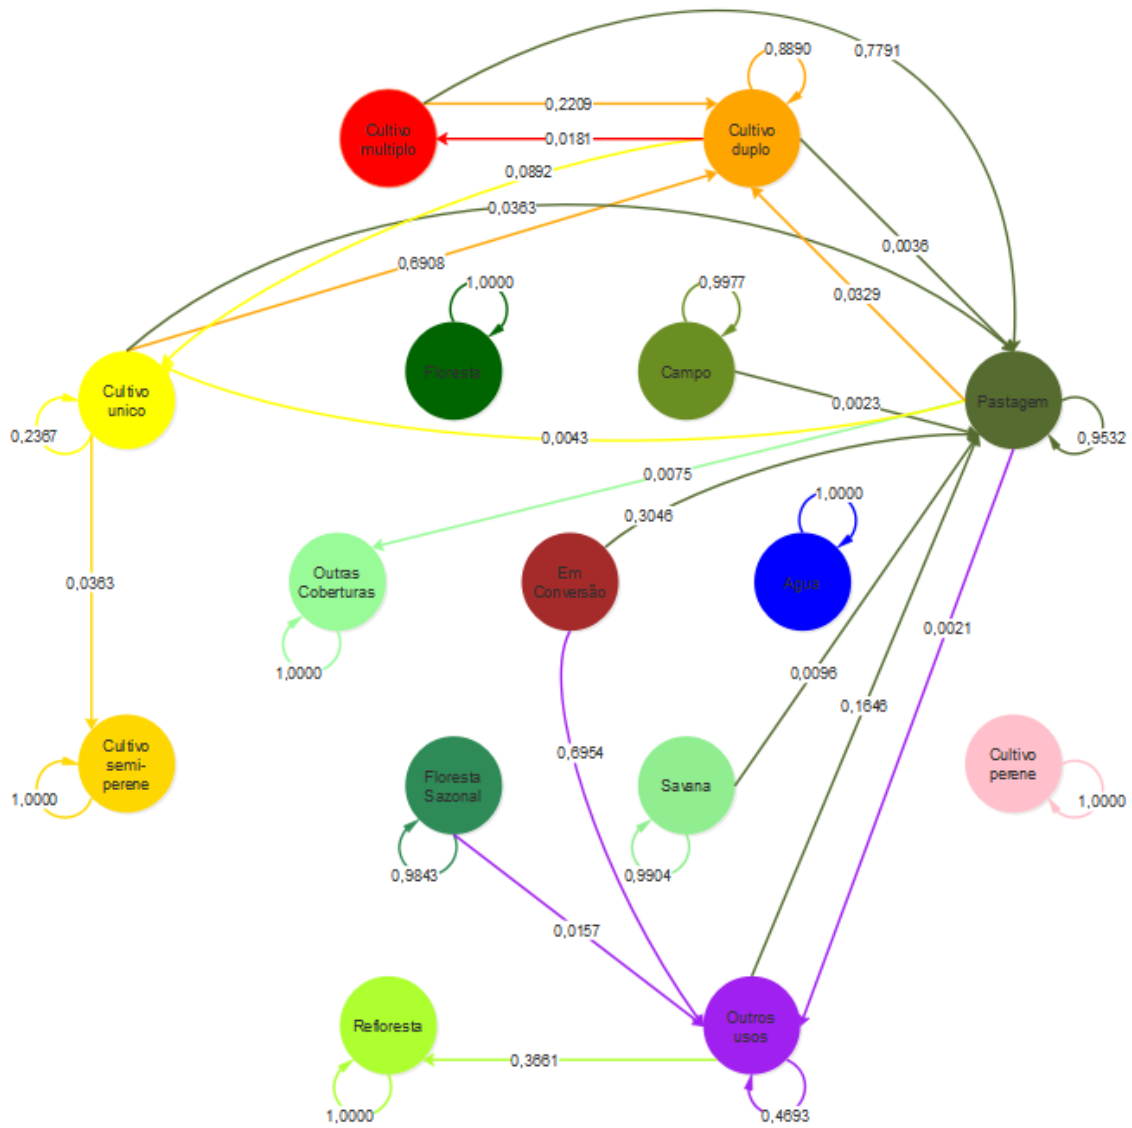 0,7791
0,8890
0,2209
Cultivo
multiplo
0,0181
Cultivo
duplo
0,0892
0,0363
0,0036
0,6908
1,0000
0,9977
0,0329
Floresta
Campo
Cultivo
unico
Pastagem
0,0023
0,2367
0,0043
0,9532
0,0075
1,0000
0,3046
Outras
Coberturas
Em
Conversão
Agua
0,0363
0,0021
1,0000
0,0096
0,1646
Cultivo
semi-
perene
0,6954
Cultivo
perene
Floresta
Sazonal
Savana
1,0000
1,0000
0,9843
0,9904
0,0157
Refloresta
Outros
usos
0,3661
1,0000
0,4693